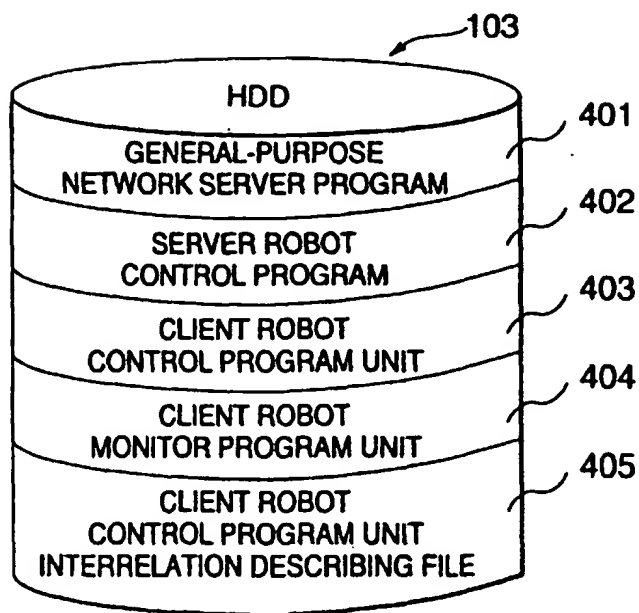 103
HDD
401
GENERAL-PURPOSE
NETWORK SERVER PROGRAM
402
SERVER ROBOT
CONTROL PROGRAM
403
CLIENT ROBOT
CONTROL PROGRAM UNIT
404
CLIENT ROBOT
MONITOR PROGRAM UNIT
405
CLIENT ROBOT
CONTROL PROGRAM UNIT
INTERRELATION DESCRIBING FILE